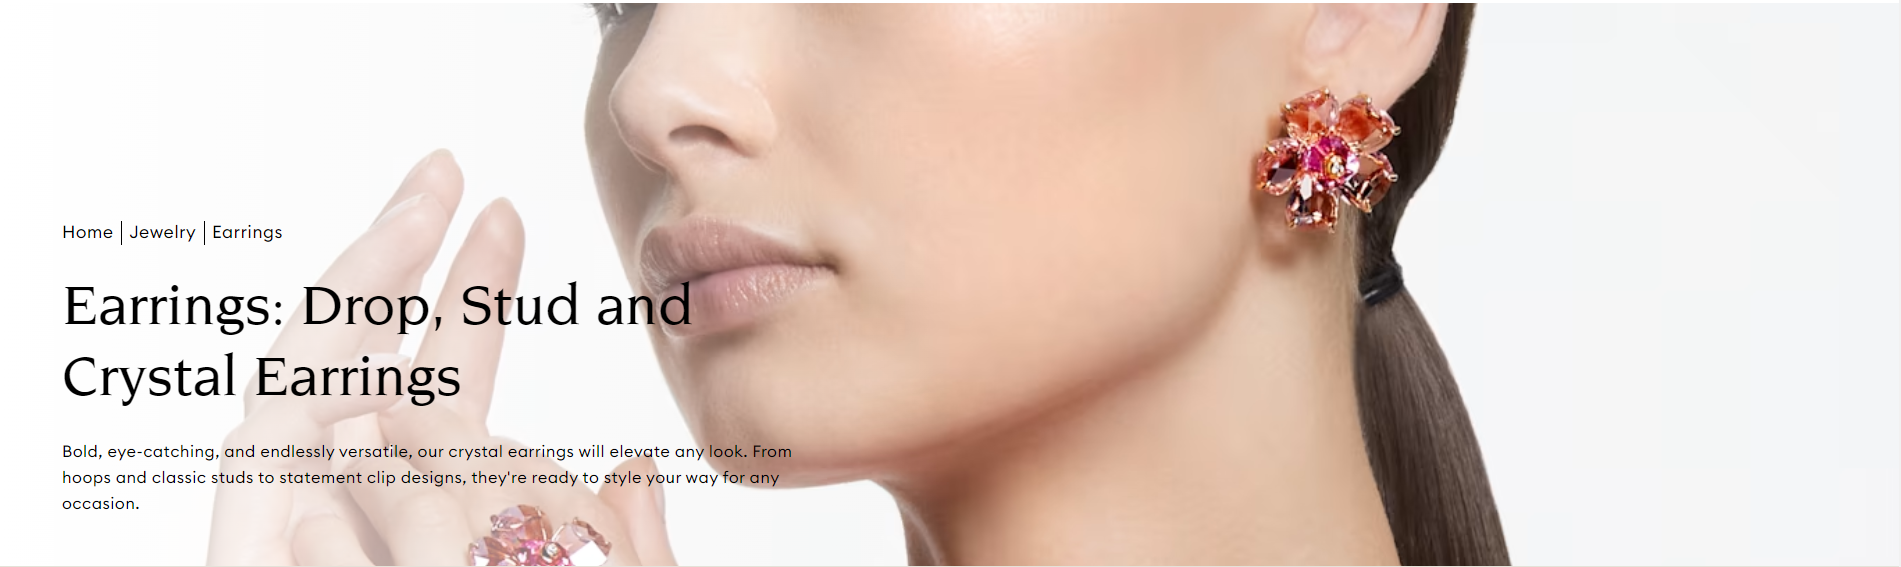 Home | Jewelry | Earrings
Earrings: Drop, Stud and
Crystal Earrings
Bold, eye-catching, and endlessly versatile, our crystal earrings will elevate any look. From
hoops and classic studs to statement clip designs, they're ready to style your way for any
occasion.